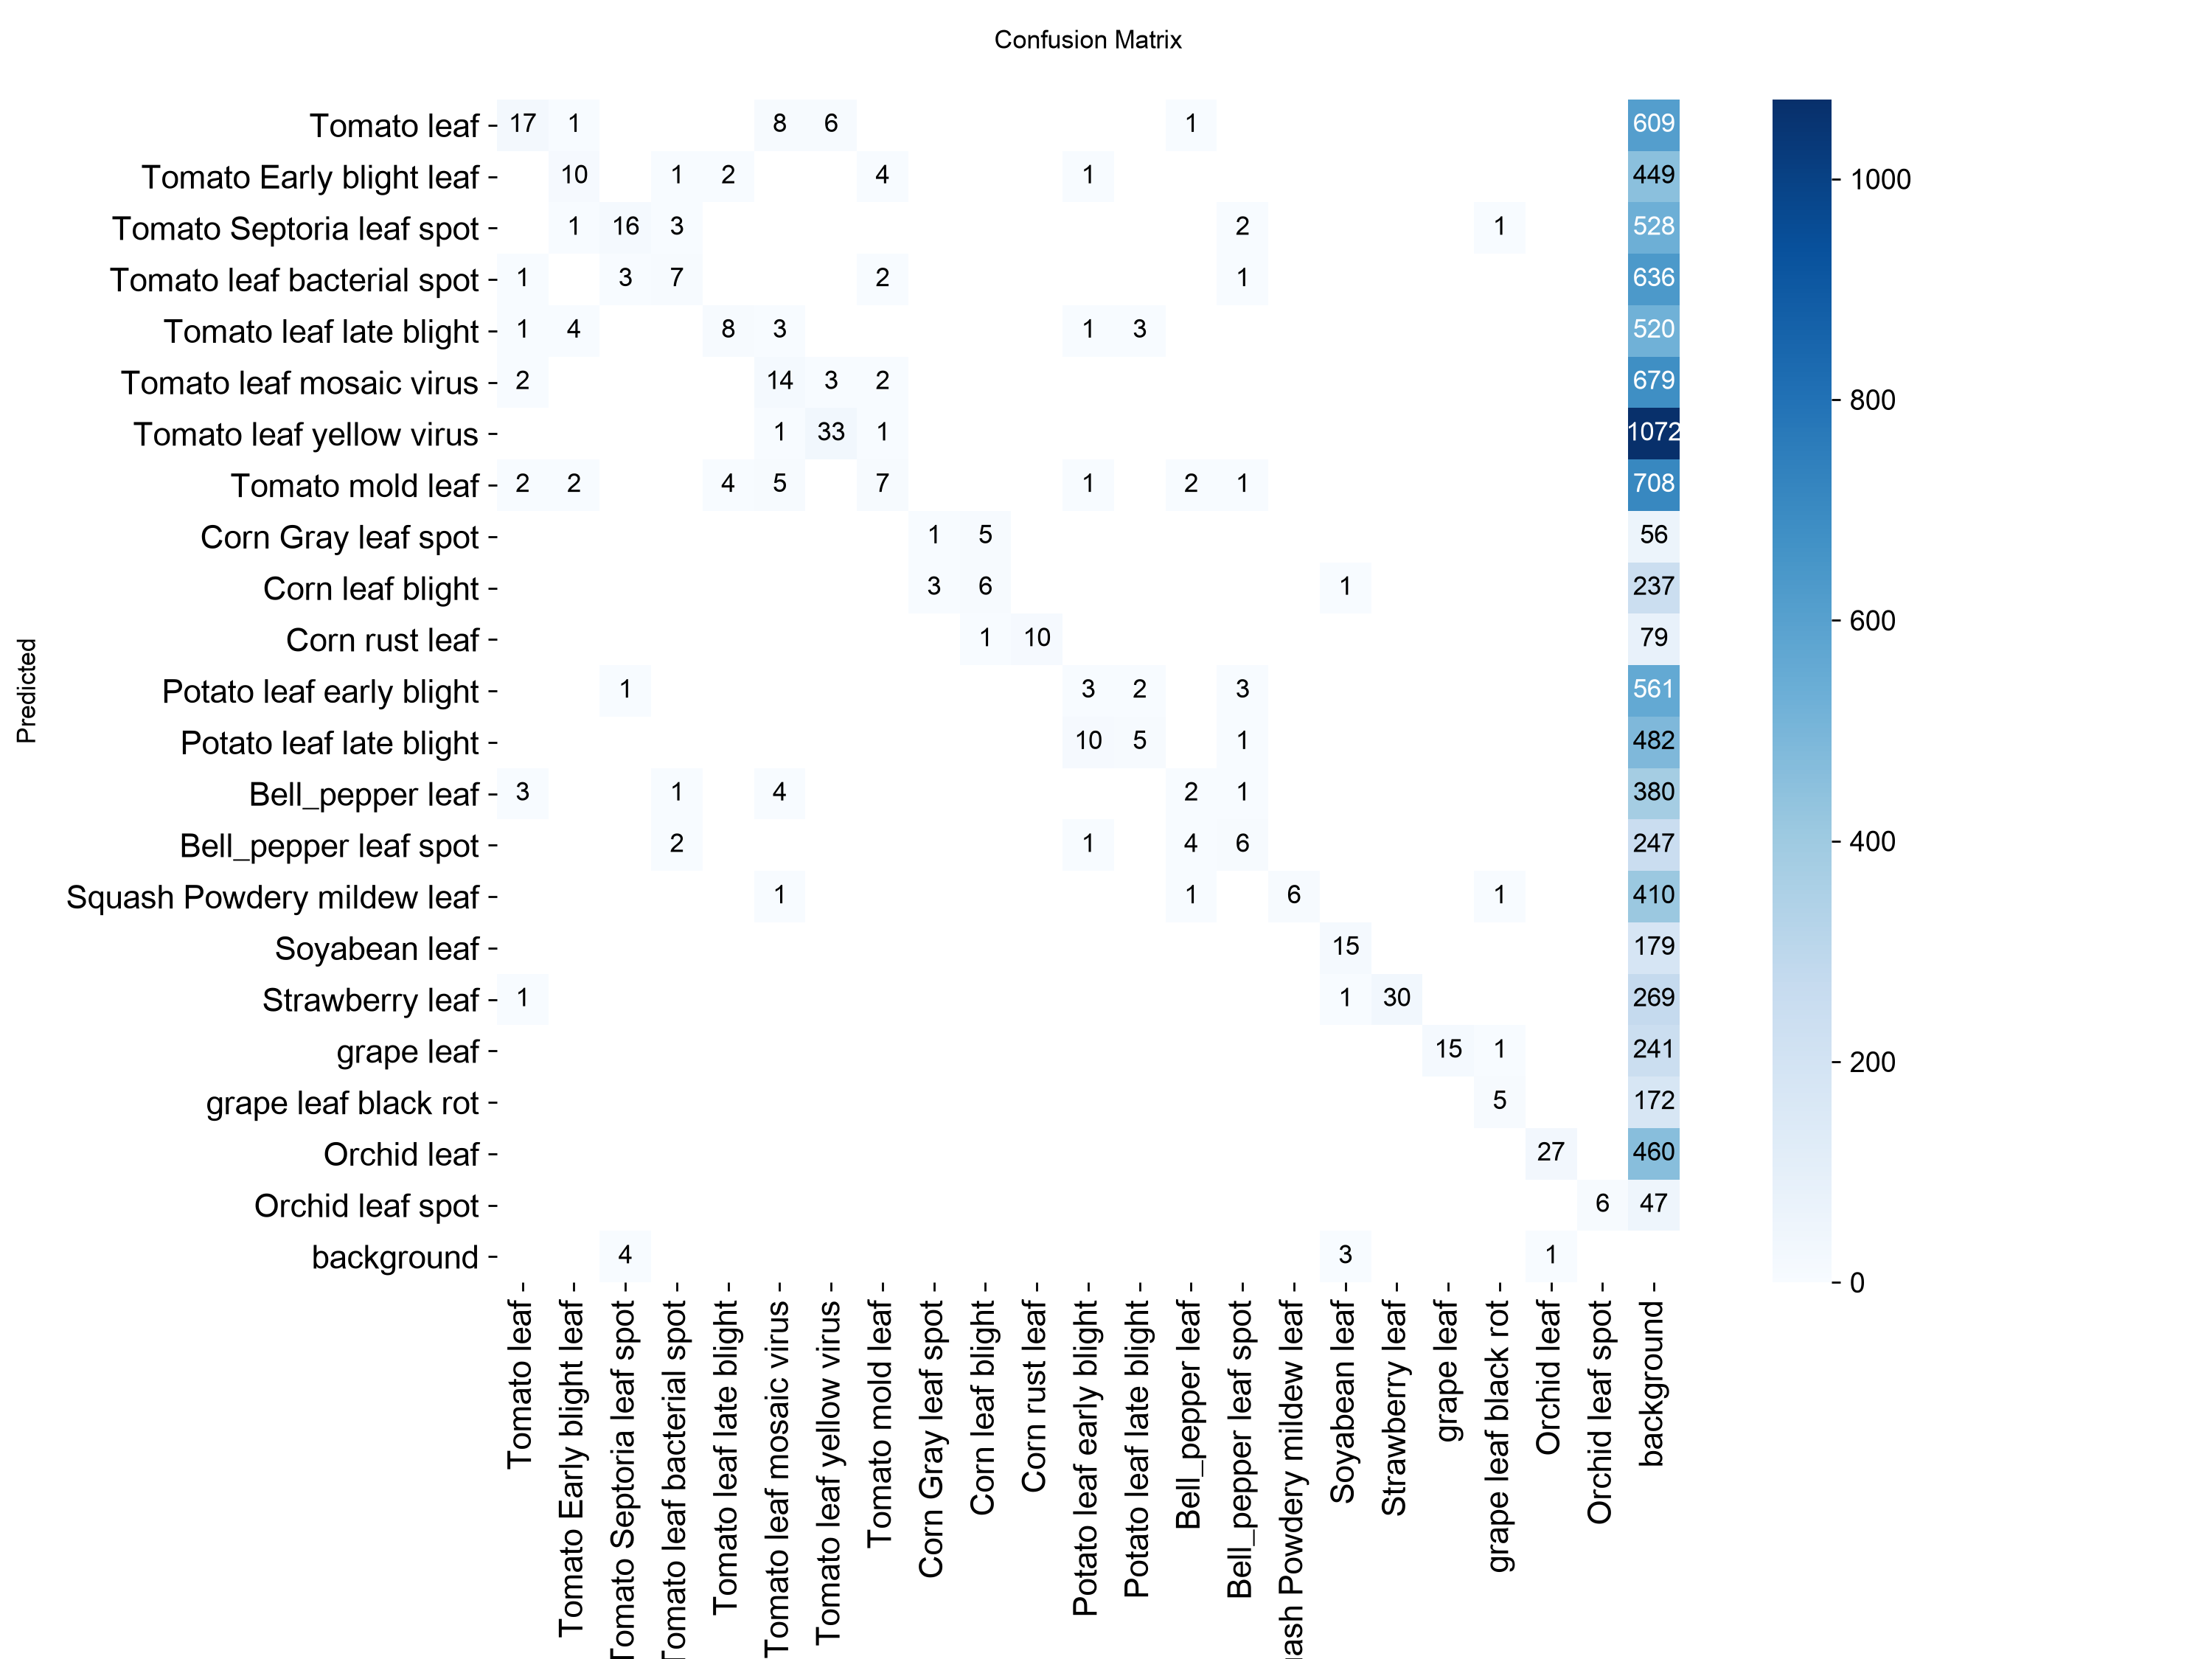 Confusion Matrix
Predicted
Tomato leaf 17 1 8 6 1 609
Tomato Early blight leaf 10 1 2 4 1 449
Tomato Septoria leaf spot 1 16 3 2 1 528
Tomato leaf bacterial spot 1 3 7 2 1 636
Tomato leaf late blight 1 4 8 3 1 3 520
Tomato leaf mosaic virus 2 14 3 2 679
Tomato leaf yellow virus 1 33 1 1072
Tomato mold leaf 2 2 4 5 7 1 2 1 708
Corn Gray leaf spot 1 5 56
Corn leaf blight 3 6 1 237
Corn rust leaf 1 10 79
Potato leaf early blight 1 3 2 3 561
Potato leaf late blight 10 5 1 482
Bell_pepper leaf 3 1 4 2 1 380
Bell_pepper leaf spot 2 1 4 6 247
Squash Powdery mildew leaf 1 1 6 1 410
Soyabean leaf 15 179
Strawberry leaf 1 1 30 269
grape leaf 15 1 241
grape leaf black rot 5 172
Orchid leaf 27 460
Orchid leaf spot 6 47
background 4 3 1
Tomato leaf
Tomato Early blight leaf
Tomato Septoria leaf spot
Tomato leaf bacterial spot
Tomato leaf late blight
Tomato leaf mosaic virus
Tomato leaf yellow virus
Tomato mold leaf
Corn Gray leaf spot
Corn leaf blight
Corn rust leaf
Potato leaf early blight
Potato leaf late blight
Bell_pepper leaf
Bell_pepper leaf spot
ash Powdery mildew leaf
Soyabean leaf
Strawberry leaf
grape leaf
grape leaf black rot
Orchid leaf
Orchid leaf spot
background
1000
800
600
400
200
0